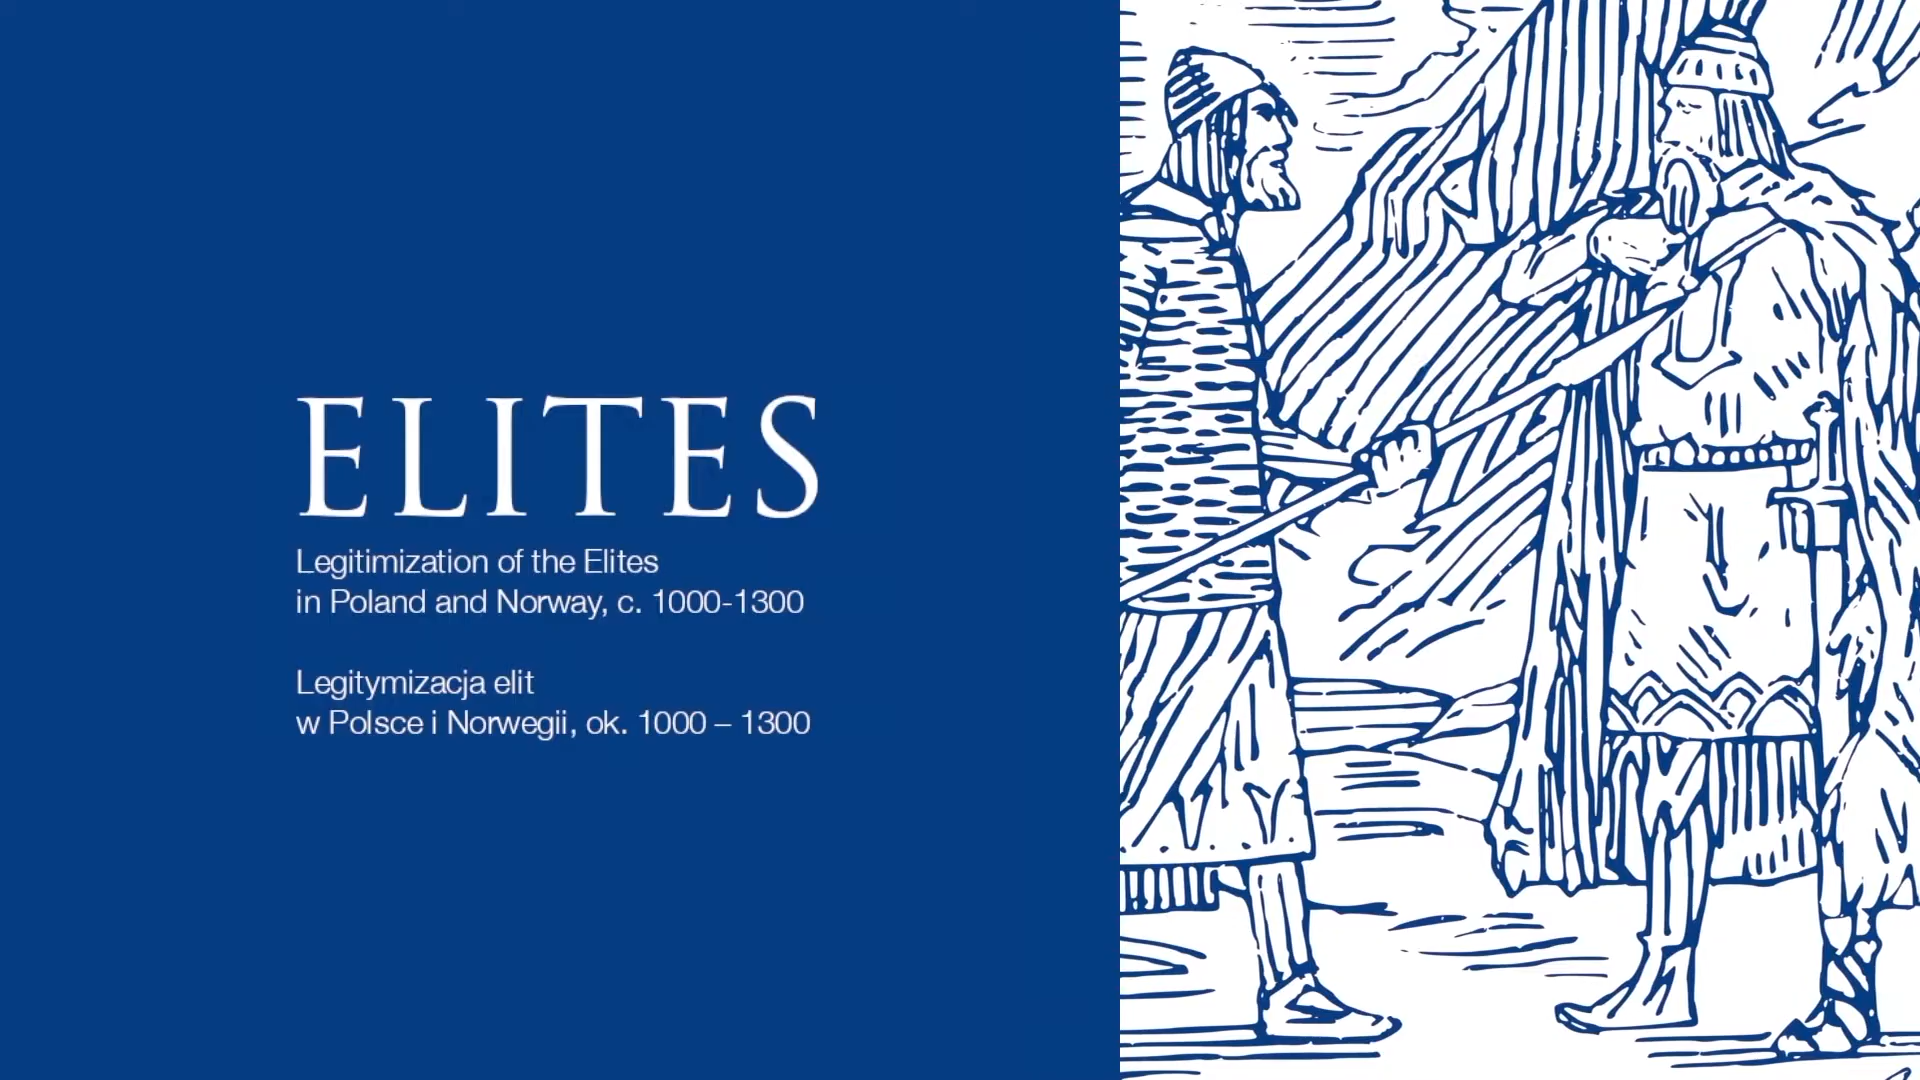 ELITES
Legitimization of the Elites
in Poland and Norway, c. 1000-1300
Legitymizacja elit
w Polsce i Norwegii, ok. 1000 – 1300